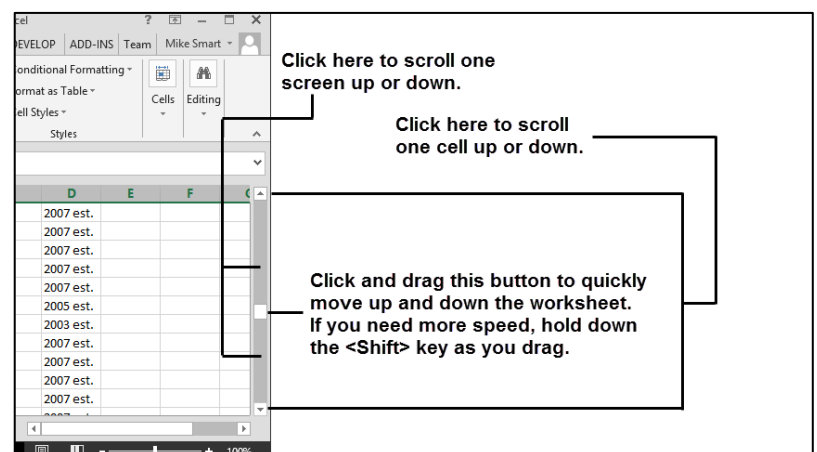 cel ?
DEVELOP ADD-INS Team Mike Smart
Conditional Formatting
Format as Table
Cell Styles
Cells Editing
Styles
Click here to scroll one
screen up or down.
Click here to scroll
one cell up or down.
D E F
2007 est.
2007 est.
2007 est.
2007 est.
2007 est.
2005 est.
2003 est.
2007 est.
2007 est.
2007 est.
2007 est.
Click and drag this button to quickly
move up and down the worksheet.
If you need more speed, hold down
the <Shift> key as you drag.
100%